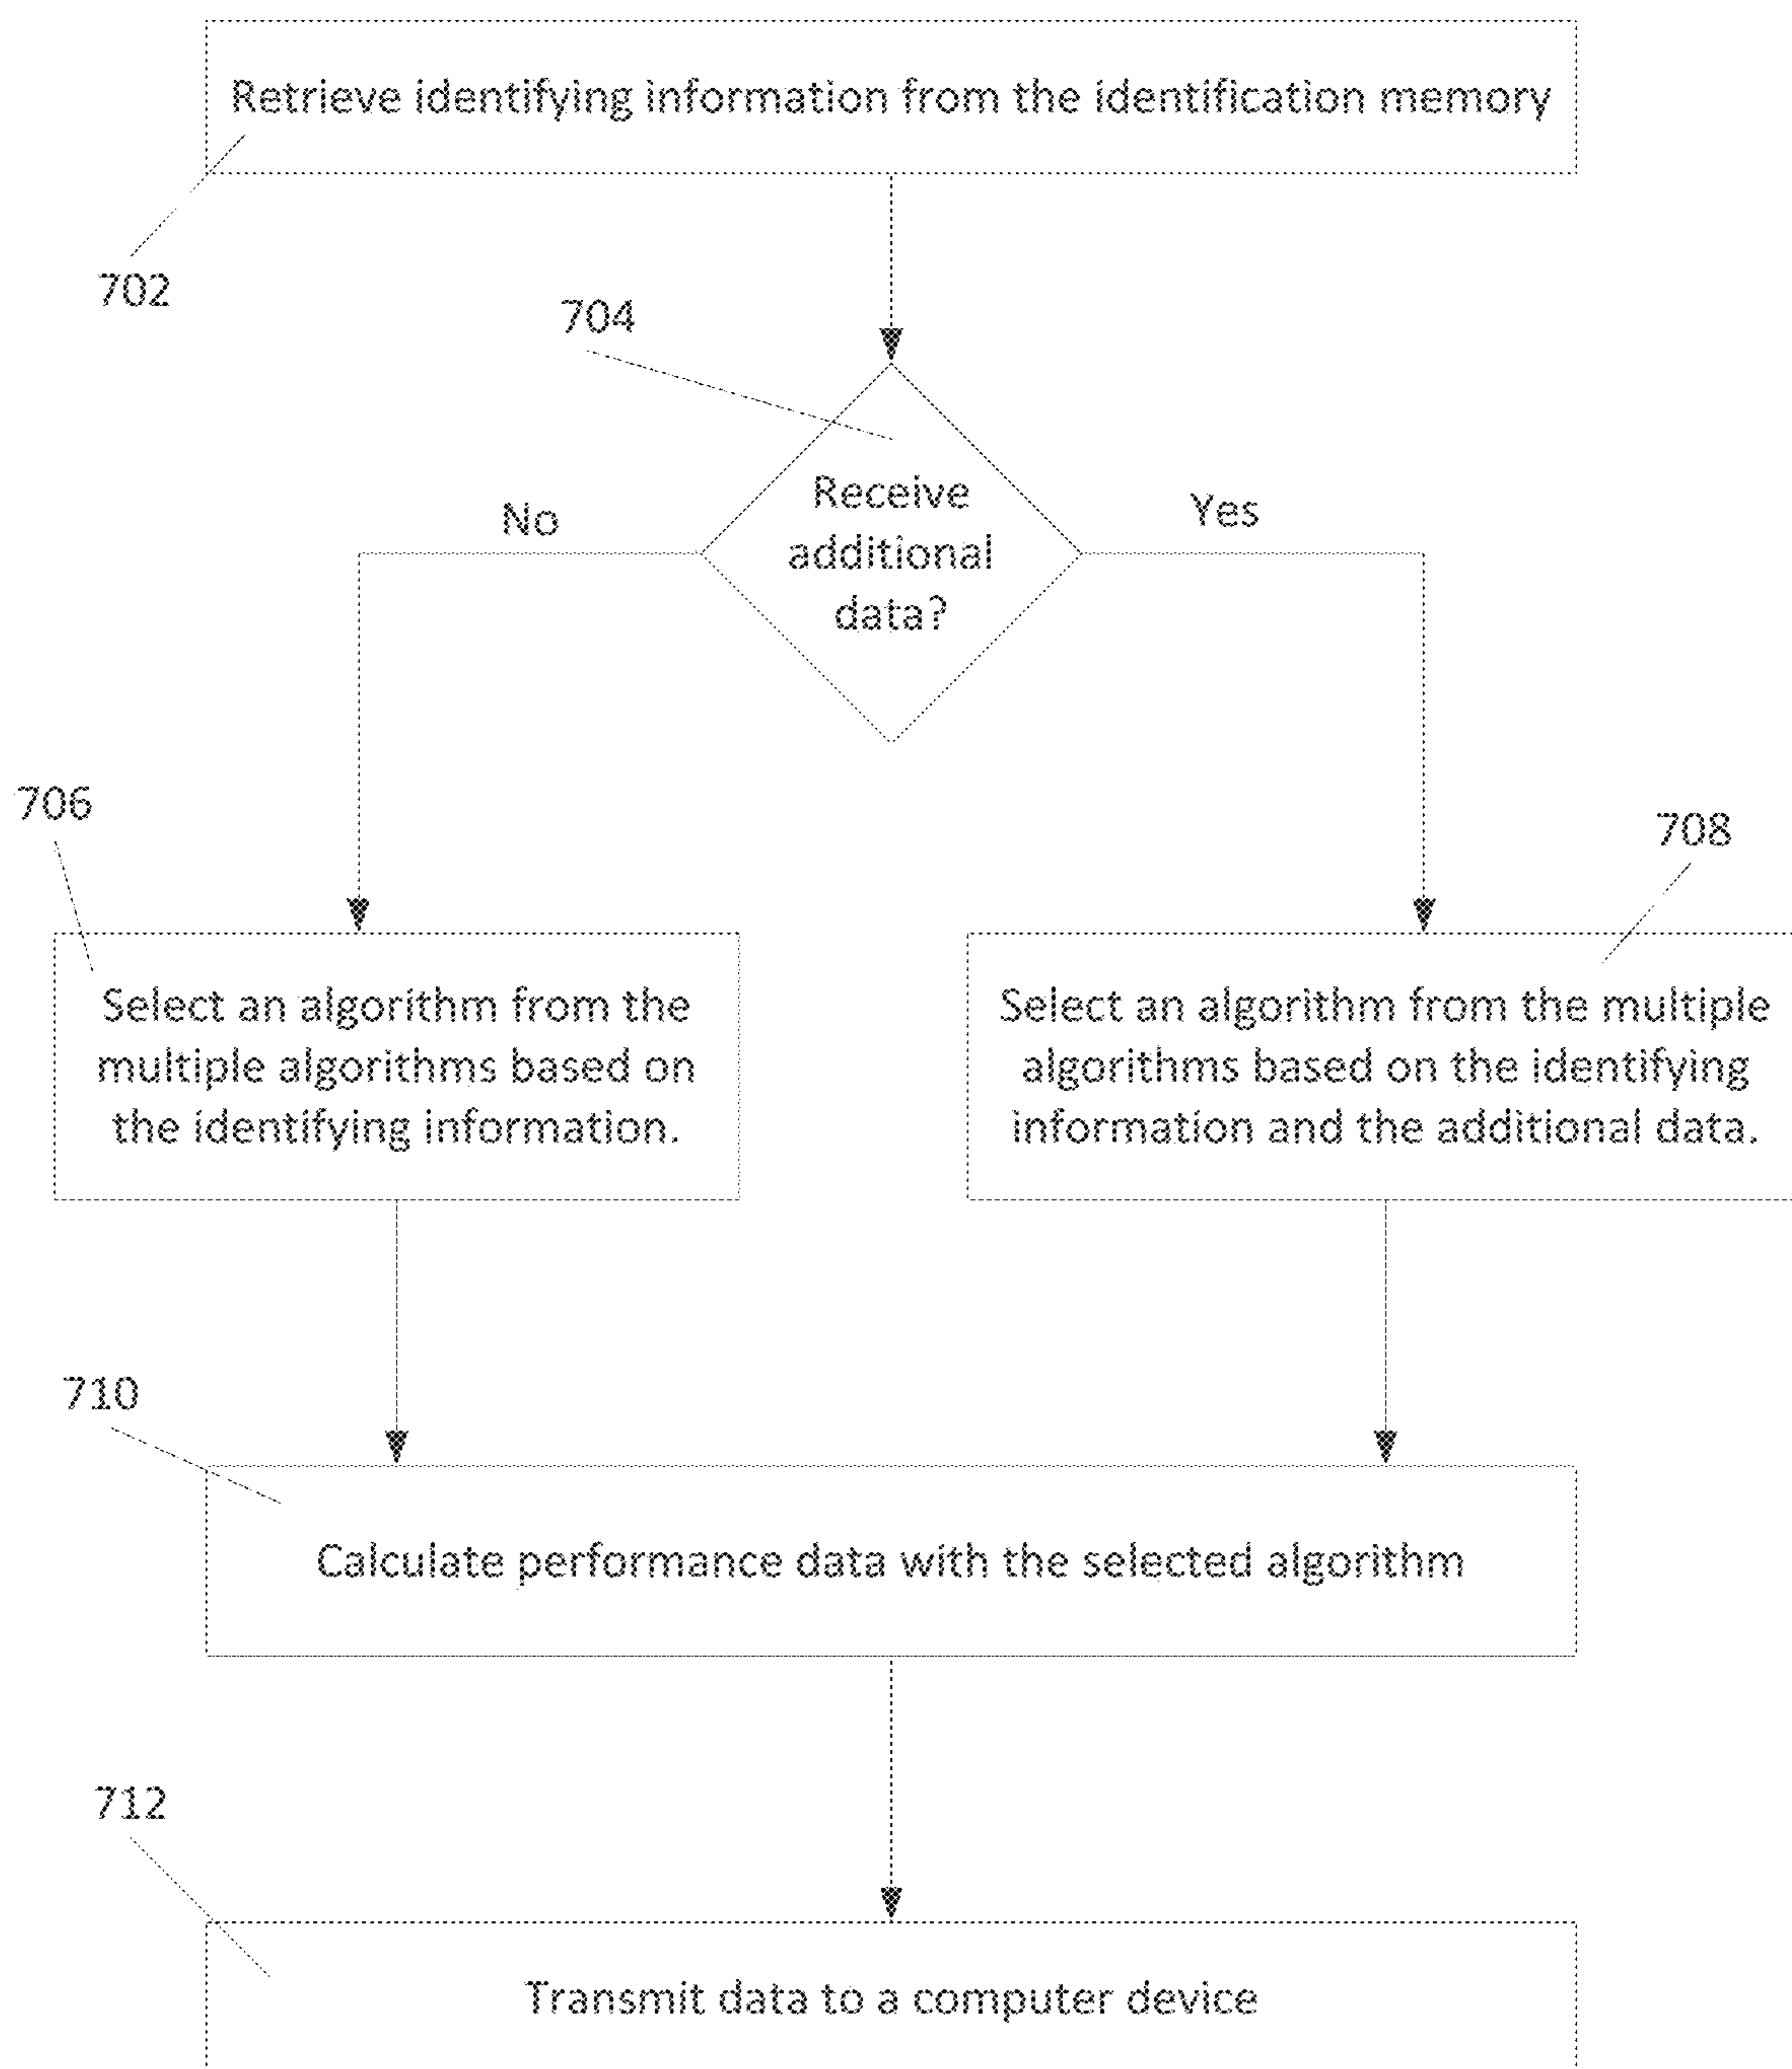 Retrieve identifying information from the identification memory
702
704
Receive
additional
data?
No
Yes
706
708
Select an algorithm from the
multiple algorithms based on
the identifying information.
Select an algorithm from the multiple
algorithms based on the identifying
information and the additional data.
710
Calculate performance data with the selected algorithm
712
Transmit data to a computer device